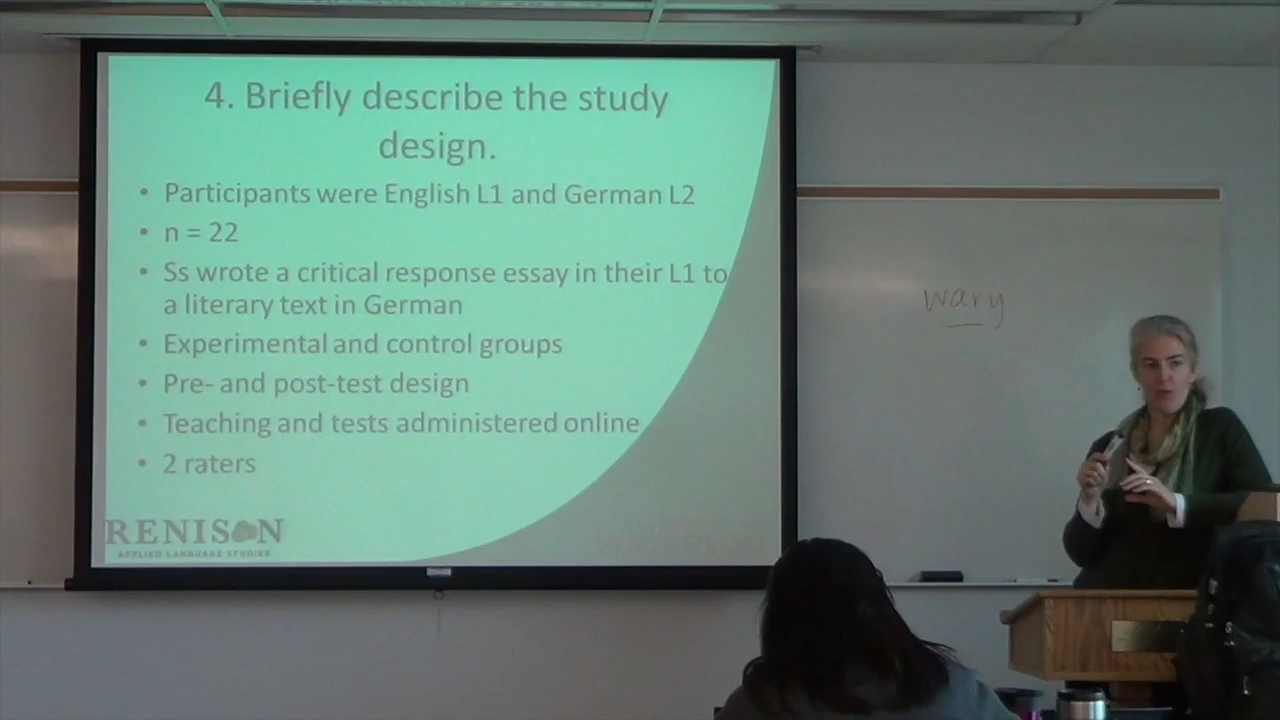 4. Briefly describe the study
design.
• Participants were English L1 and German L2
• n = 22
• Ss wrote a critical response essay in their L1 to
a literary text in German
• Experimental and control groups
• Pre- and post-test design
• Teaching and tests administered online
• 2 raters
RENISON
APPLIED LANGUAGE STUDIES
wary